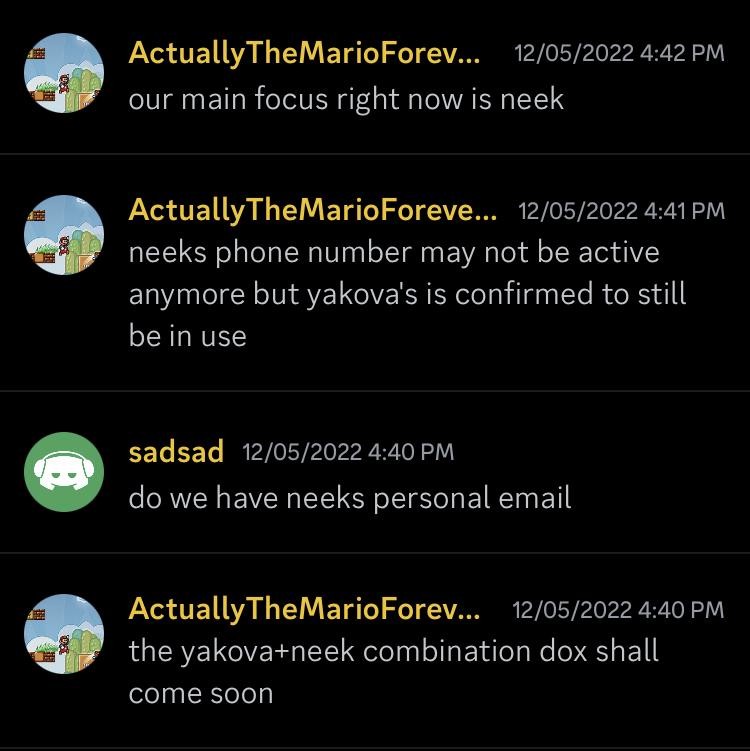 ActuallyTheMarioForev... 12/05/2022 4:42 PM
our main focus right now is neek
ActuallyTheMarioForeve... 12/05/2022 4:41 PM
neeks phone number may not be active
anymore but yakova's is confirmed to still
be in use
sadsad 12/05/2022 4:40 PM
do we have neeks personal email
ActuallyTheMarioForev... 12/05/2022 4:40 PM
the yakova+neek combination dox shall
come soon